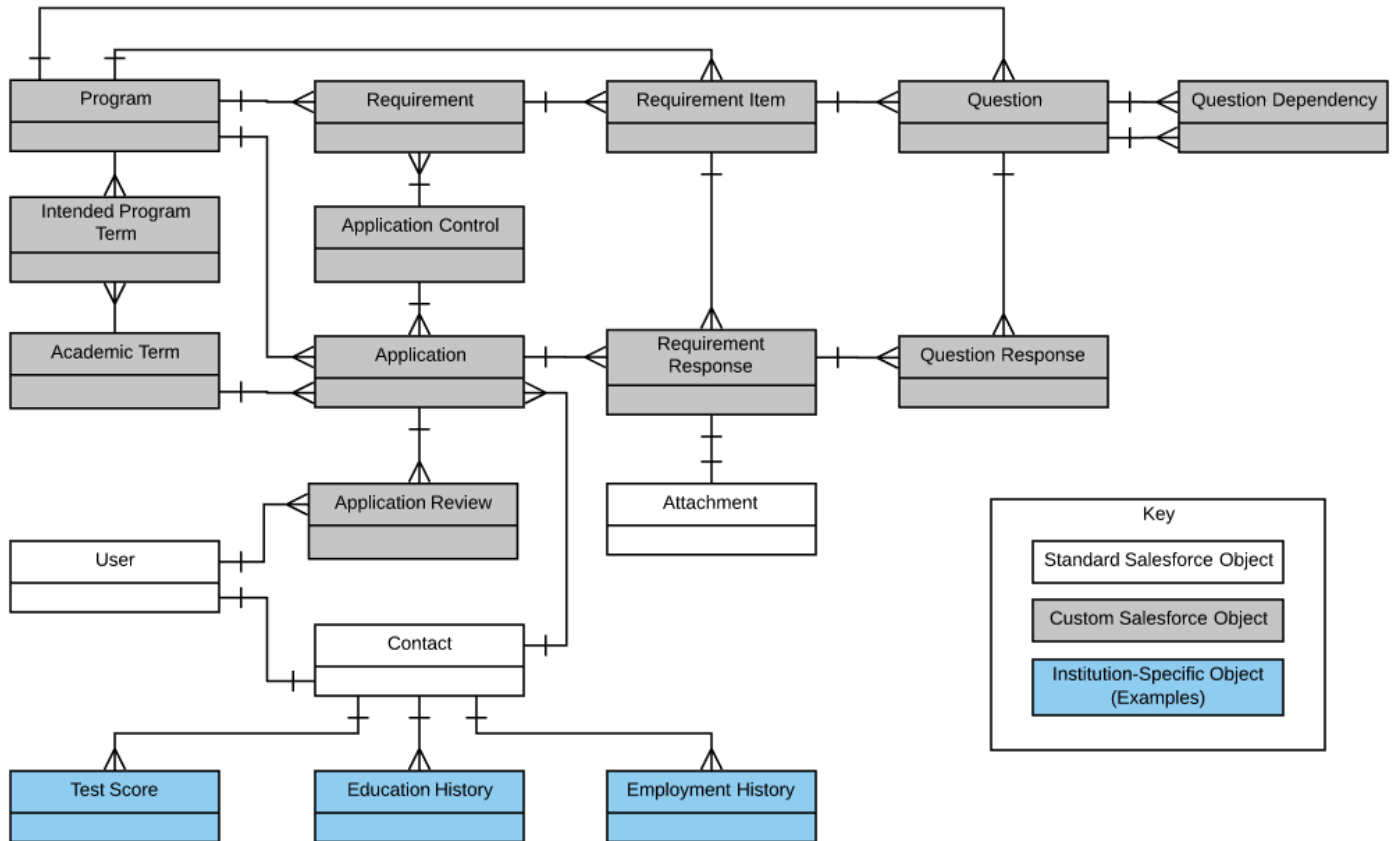 Program
Requirement
Requirement Item
Question
Question Dependency
Intended Program
Term
Application Control
Academic Term
Application
Requirement
Response
Question Response
Application Review
Attachment
User
Contact
Test Score
Education History
Employment History
Key
Standard Salesforce Object
Custom Salesforce Object
Institution-Specific Object
(Examples)